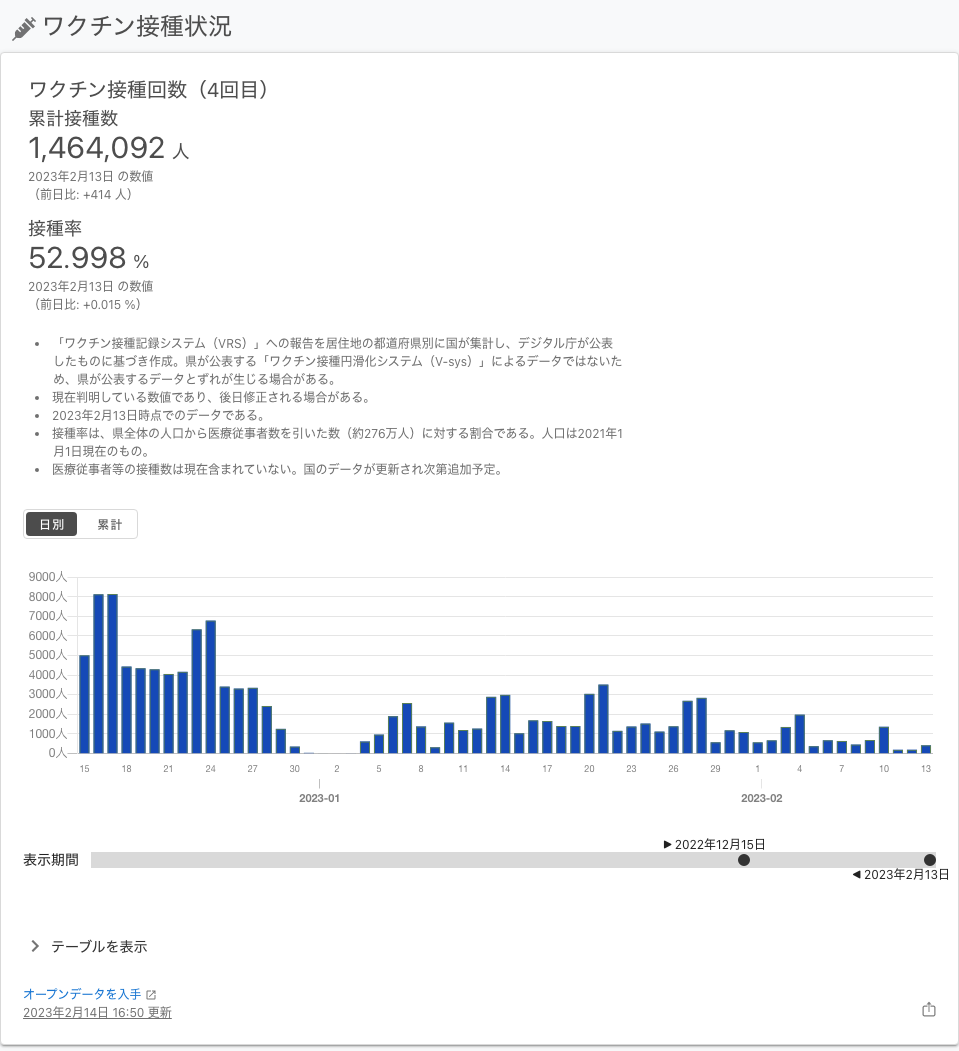 ワクチン接種状況
ワクチン接種回数（4回目）
累計接種数
1,464,092 人
2023年2月13日 の数値
（前日比: +414 人）
接種率
52.998 %
2023年2月13日 の数値
（前日比: +0.015 %）
「ワクチン接種記録システム（VRS）」への報告を居住地の都道府県別に国が集計し、デジタル庁が公表
したものに基づき作成。県が公表する「ワクチン接種円滑化システム（V-sys）」によるデータではないた
め、県が公表するデータとずれが生じる場合がある。
現在判明している数値であり、後日修正される場合がある。
2023年2月13日時点でのデータである。
接種率は、県全体の人口から医療従事者数を引いた数（約276万人）に対する割合である。人口は2021年1
月1日現在のもの。
医療従事者等の接種数は現在含まれていない。国のデータが更新され次第追加予定。
日別 累計
9000人
8000人
7000人
6000人
5000人
4000人
3000人
2000人
1000人
0人
15 18 21 24 27 30 2 5 8 11 14 17 20 23 26 29 1 4 7 10 13
2023-01 2023-02
2022年12月15日
表示期間
2023年2月13日
テーブルを表示
オープンデータを入手
2023年2月14日 16:50 更新